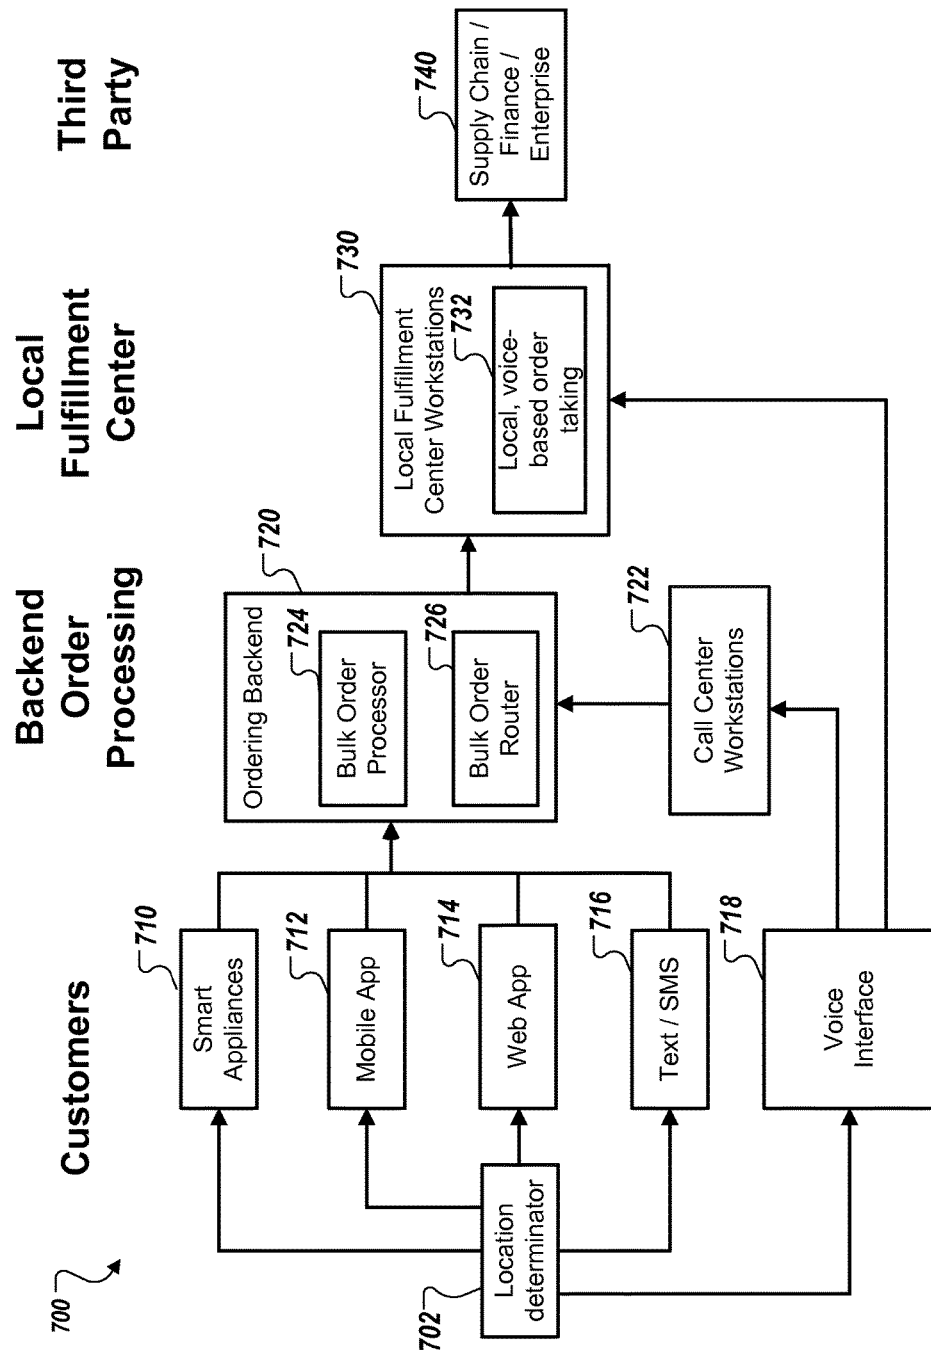 700
Customers
Backend
Order
Processing
Local
Fulfillment
Center
Third
Party
702
Location
determinator
710
Smart
Appliances
712
Mobile App
714
Web App
716
Text / SMS
718
Voice
Interface
720
Ordering Backend
724
Bulk Order
Processor
726
Bulk Order
Router
722
Call Center
Workstations
730
Local Fulfillment
Center Workstations
732
Local, voice-
based order
taking
740
Supply Chain /
Finance /
Enterprise